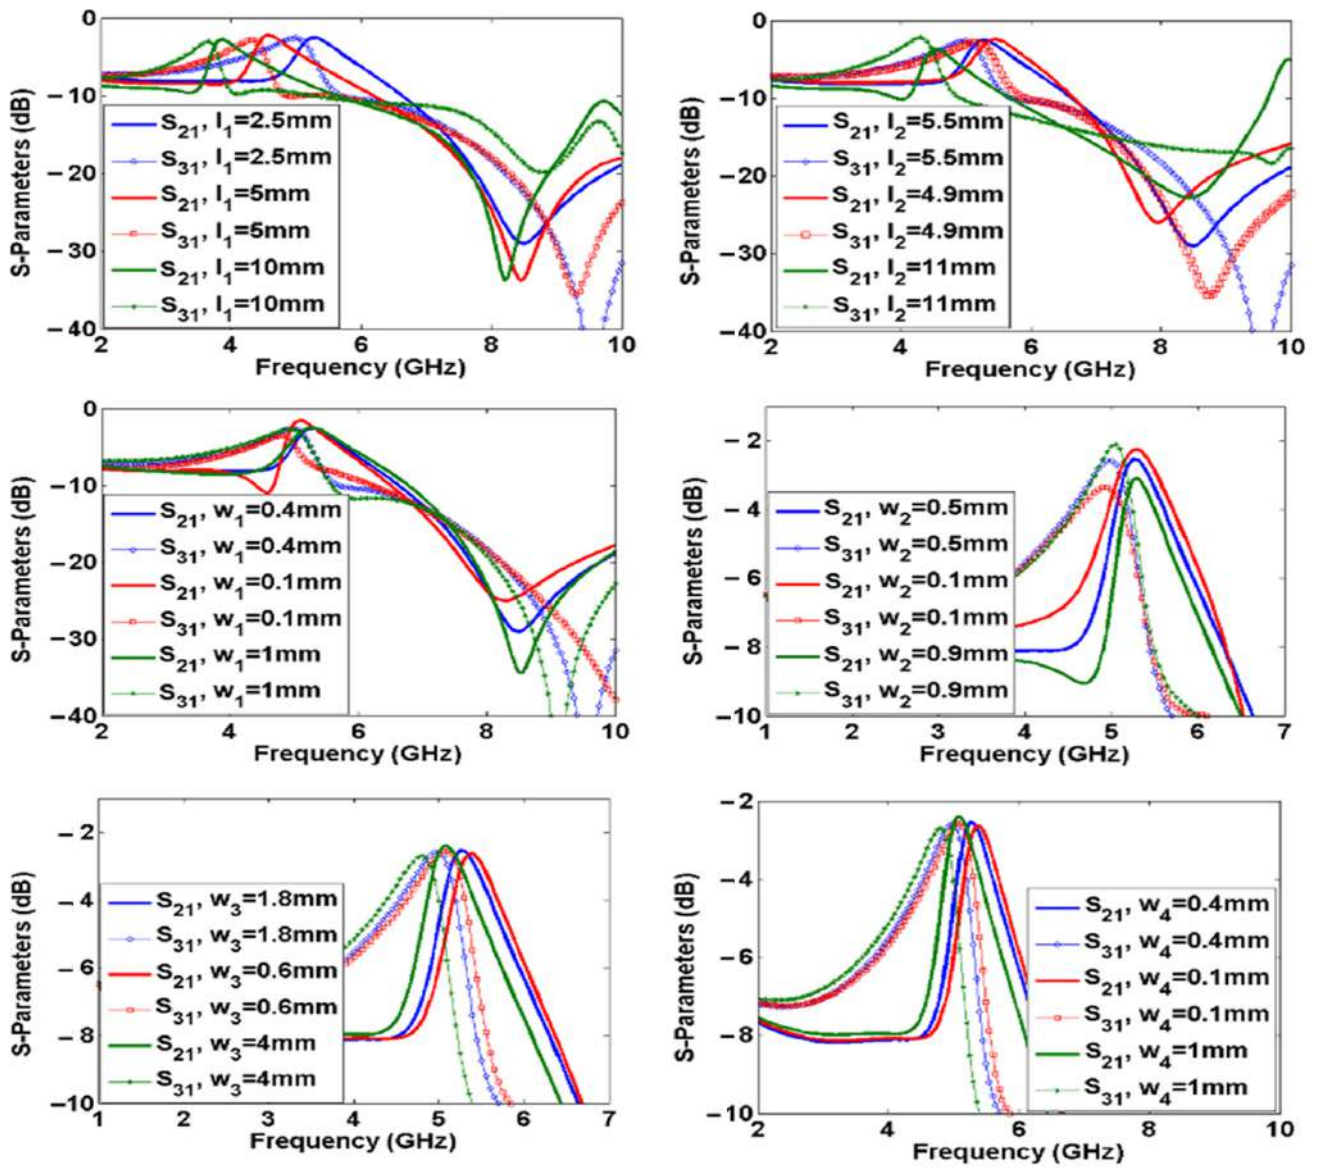 0
−10
−20
−30
−40
S-Parameters (dB)
S21, l1=2.5mm
S31, l1=2.5mm
S21, l1=5mm
S31, l1=5mm
S21, l1=10mm
S31, l1=10mm
2 4 6 8 10
Frequency (GHz)
0
−10
−20
−30
−40
S-Parameters (dB)
S21, l2=5.5mm
S31, l2=5.5mm
S21, l2=4.9mm
S31, l2=4.9mm
S21, l2=11mm
S31, l2=11mm
2 4 6 8 10
Frequency (GHz)
0
−10
−20
−30
−40
S-Parameters (dB)
S21, w1=0.4mm
S31, w1=0.4mm
S21, w1=0.1mm
S31, w1=0.1mm
S21, w1=1mm
S31, w1=1mm
2 4 6 8 10
Frequency (GHz)
−2
−4
−6
−8
−10
S-Parameters (dB)
S21, w2=0.5mm
S31, w2=0.5mm
S21, w2=0.1mm
S31, w2=0.1mm
S21, w2=0.9mm
S31, w2=0.9mm
1 2 3 4 5 6 7
Frequency (GHz)
−2
−4
−6
−8
−10
S-Parameters (dB)
S21, w3=1.8mm
S31, w3=1.8mm
S21, w3=0.6mm
S31, w3=0.6mm
S21, w3=4mm
S31, w3=4mm
1 2 3 4 5 6 7
Frequency (GHz)
−2
−4
−6
−8
−10
S-Parameters (dB)
S21, w4=0.4mm
S31, w4=0.4mm
S21, w4=0.1mm
S31, w4=0.1mm
S21, w4=1mm
S31, w4=1mm
2 4 6 8 10
Frequency (GHz)